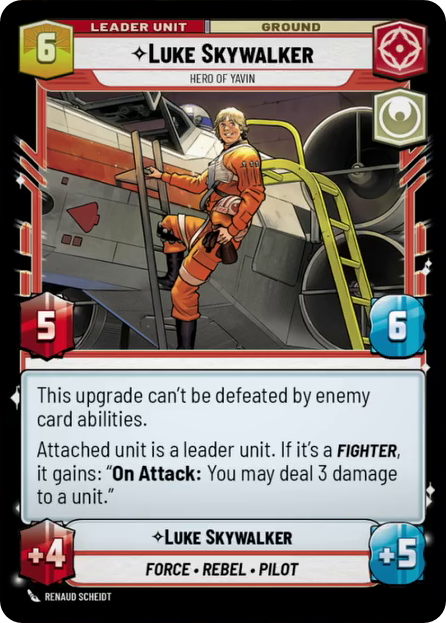 LEADER UNIT GROUND
6 ✧LUKE SKYWALKER
HERO OF YAVIN
5 6
This upgrade can't be defeated by enemy
card abilities.
Attached unit is a leader unit. If it's a FIGHTER,
it gains: "On Attack: You may deal 3 damage
to a unit."
✧LUKE SKYWALKER
+4 +5
FORCE • REBEL • PILOT
RENAUD SCHEIDT